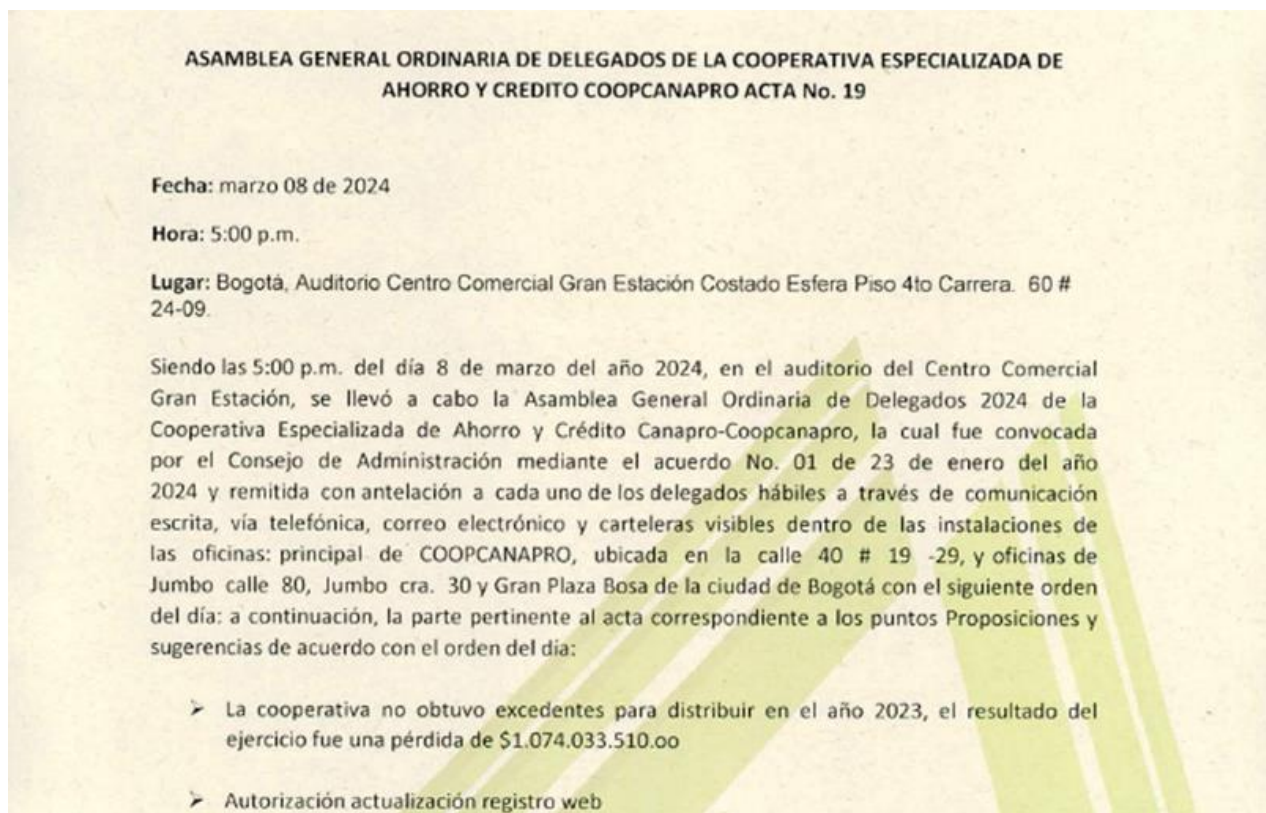 ASAMBLEA GENERAL ORDINARIA DE DELEGADOS DE LA COOPERATIVA ESPECIALIZADA DE
AHORRO Y CREDITO COOPCANAPRO ACTA No. 19
Fecha: marzo 08 de 2024
Hora: 5:00 p.m.
Lugar: Bogotá, Auditorio Centro Comercial Gran Estación Costado Esfera Piso 4to Carrera. 60 #
24-09.
Siendo las 5:00 p.m. del día 8 de marzo del año 2024, en el auditorio del Centro Comercial
Gran Estación, se llevó a cabo la Asamblea General Ordinaria de Delegados 2024 de la
Cooperativa Especializada de Ahorro y Crédito Canapro-Coopcanapro, la cual fue convocada
por el Consejo de Administración mediante el acuerdo No. 01 de 23 de enero del año
2024 y remitida con antelación a cada uno de los delegados hábiles a través de comunicación
escrita, vía telefónica, correo electrónico y carteleras visibles dentro de las instalaciones de
las oficinas: principal de COOPCANAPRO, ubicada en la calle 40 # 19 -29, y oficinas de
Jumbo calle 80, Jumbo cra. 30 y Gran Plaza Bosa de la ciudad de Bogotá con el siguiente orden
del día: a continuación, la parte pertinente al acta correspondiente a los puntos Proposiciones y
sugerencias de acuerdo con el orden del día:
➢ La cooperativa no obtuvo excedentes para distribuir en el año 2023, el resultado del
ejercicio fue una pérdida de $1.074.033.510.oo
➢ Autorización actualización registro web